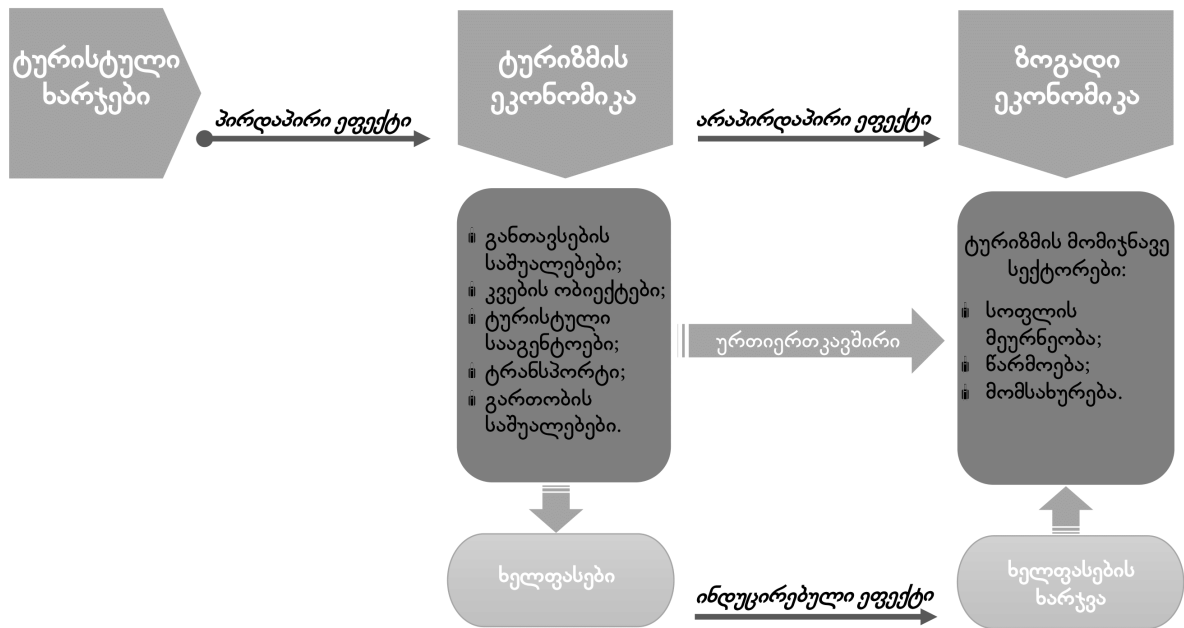 ტურისტული
ხარჯები
პირდაპირი ეფექტი
ტურიზმის
ეკონომიკა
არაპირდაპირი ეფექტი
ზოგადი
ეკონომიკა
განთავსების
საშუალებები;
კვების ობიექტები;
ტურისტული
სააგენტოები;
ტრანსპორტი;
გართობის
საშუალებები.
ურთიერთკავშირი
ტურიზმის მომიჯნავე
სექტორები:
სოფლის
მეურნეობა;
წარმოება;
მომსახურება.
ხელფასები
ინდუცირებული ეფექტი
ხელფასების
ხარჯვა